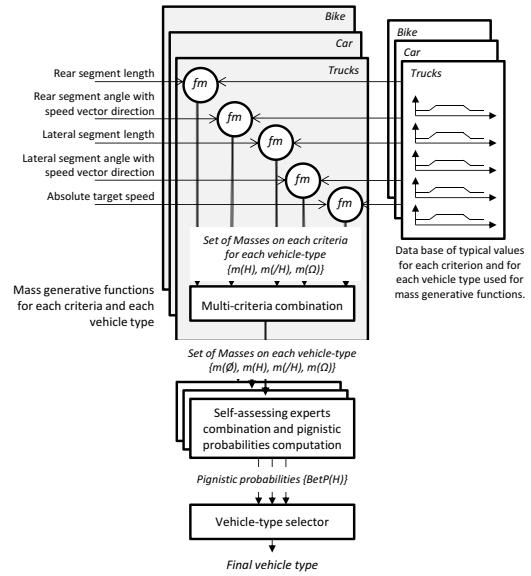 Bike
Car
Trucks
Bike
Car
Trucks
Rear segment length
Rear segment angle with
speed vector direction
Lateral segment length
Lateral segment angle with
speed vector direction
Absolute target speed
fm
fm
fm
fm
fm
Set of Masses on each criteria
for each vehicle-type
{m(H), m(/H), m(Ω)}
Data base of typical values
for each criterion and for
each vehicle type used for
mass generative functions.
Mass generative functions
for each criteria and each
vehicle type
Multi-criteria combination
Set of Masses on each vehicle-type
{m(Ø), m(H), m(/H), m(Ω)}
Self-assessing experts
combination and pignistic
probabilities computation
Pignistic probabilities {BetP(H)}
Vehicle-type selector
Final vehicle type